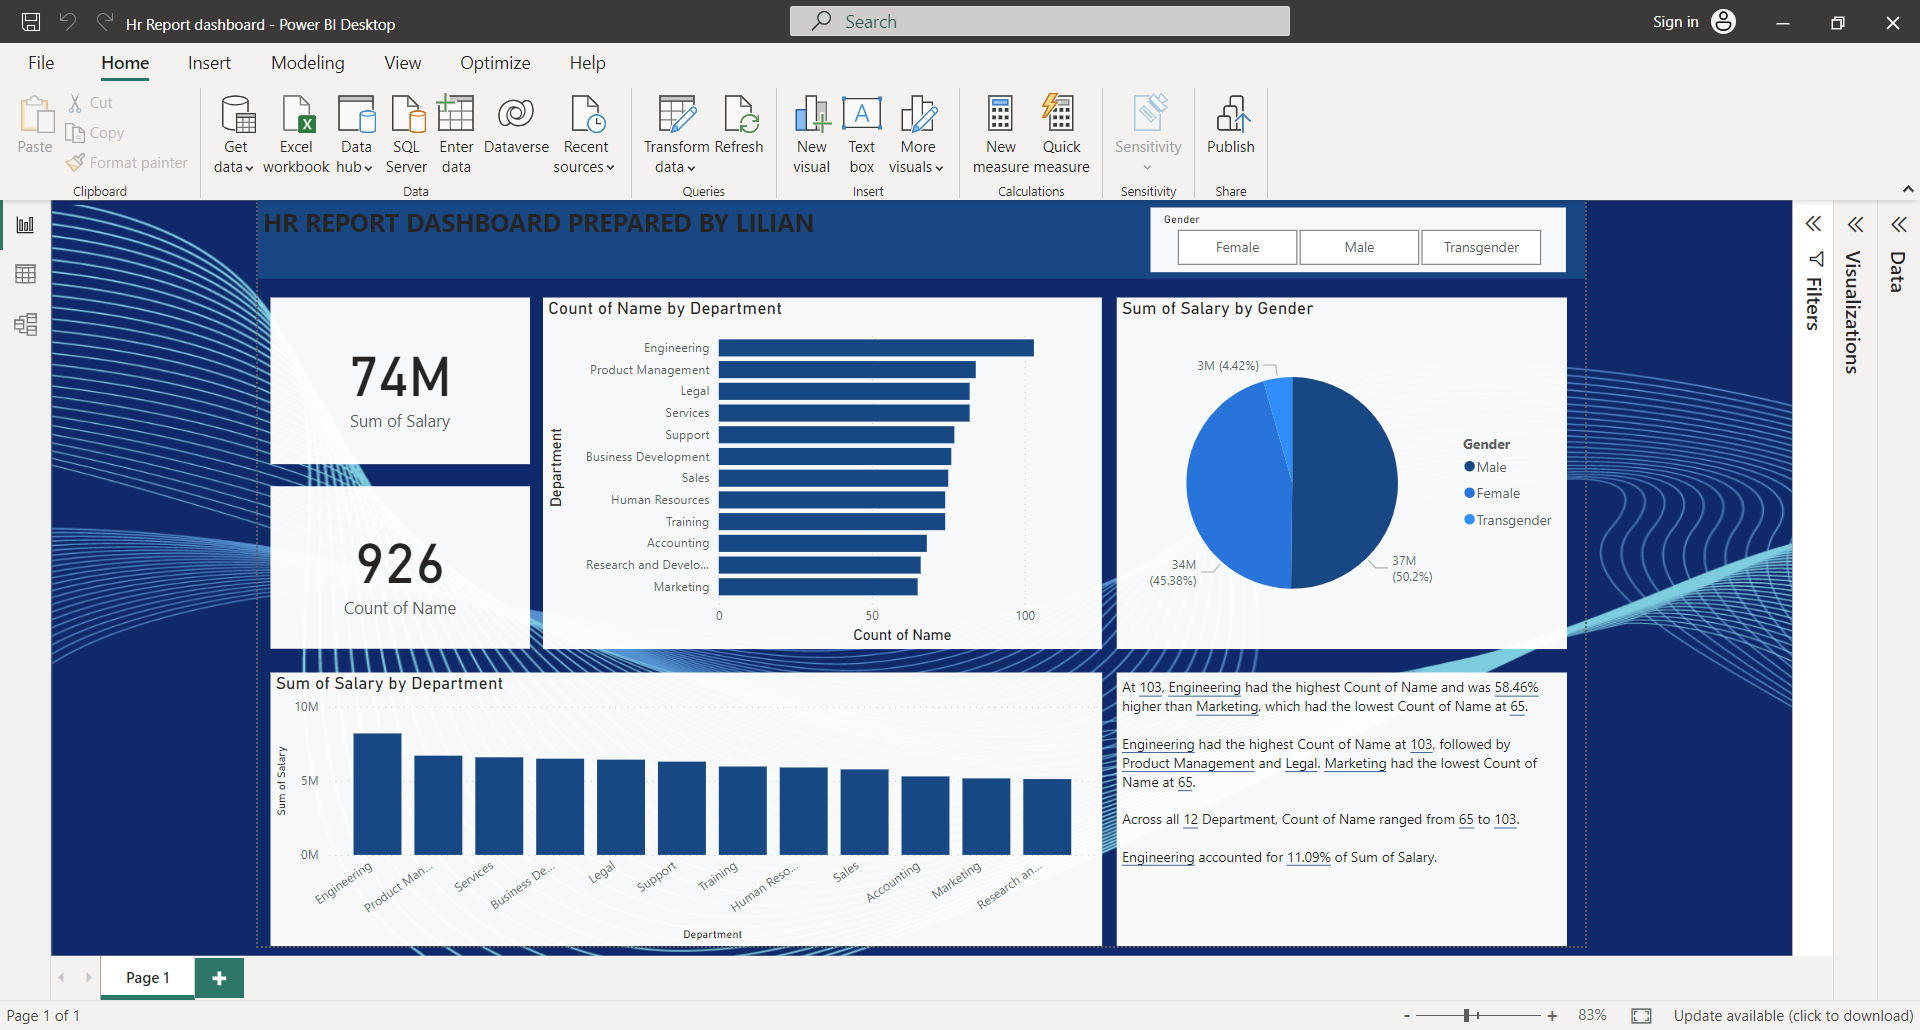 Hr Report dashboard - Power BI Desktop
Search
Sign in
File Home Insert Modeling View Optimize Help
Paste
Cut
Copy
Format painter
Clipboard
Get data
Excel workbook
Data hub
SQL Server
Enter data
Dataverse
Recent sources
Data
Transform data
Refresh
Queries
New visual
Text box
A
More visuals
Insert
New measure
Quick measure
Calculations
Sensitivity
Sensitivity
Publish
Share
HR REPORT DASHBOARD PREPARED BY LILIAN
Gender
Female Male Transgender
74M
Sum of Salary
926
Count of Name
Count of Name by Department
Department
Engineering
Product Management
Legal
Services
Support
Business Development
Sales
Human Resources
Training
Accounting
Research and Develo...
Marketing
0 50 100
Count of Name
Sum of Salary by Gender
3M (4.42%)
34M
(45.38%)
37M
(50.2%)
Gender
Male
Female
Transgender
Sum of Salary by Department
Sum of Salary
10M
5M
0M
Engineering
Product Man...
Services
Business De...
Legal
Support
Training
Human Reso...
Sales
Accounting
Marketing
Research an...
Department
At 103, Engineering had the highest Count of Name and was 58.46%
higher than Marketing, which had the lowest Count of Name at 65.
Engineering had the highest Count of Name at 103, followed by
Product Management and Legal. Marketing had the lowest Count of
Name at 65.
Across all 12 Department, Count of Name ranged from 65 to 103.
Engineering accounted for 11.09% of Sum of Salary.
Filters
Visualizations
Data
Page 1
Page 1 of 1
83%
Update available (click to download)